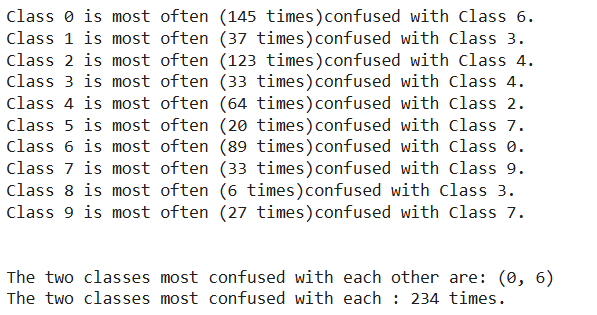 Class 0 is most often (145 times)confused with Class 6.
Class 1 is most often (37 times)confused with Class 3.
Class 2 is most often (123 times)confused with Class 4.
Class 3 is most often (33 times)confused with Class 4.
Class 4 is most often (64 times)confused with Class 2.
Class 5 is most often (20 times)confused with Class 7.
Class 6 is most often (89 times)confused with Class 0.
Class 7 is most often (33 times)confused with Class 9.
Class 8 is most often (6 times)confused with Class 3.
Class 9 is most often (27 times)confused with Class 7.
The two classes most confused with each other are: (0, 6)
The two classes most confused with each : 234 times.